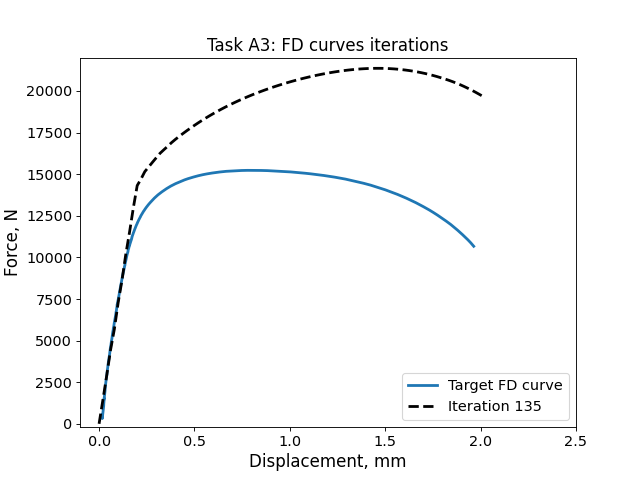 Task A3: FD curves iterations
Force, N
20000
17500
15000
12500
10000
7500
5000
2500
0
0.0 0.5 1.0 1.5 2.0 2.5
Displacement, mm
Target FD curve
Iteration 135